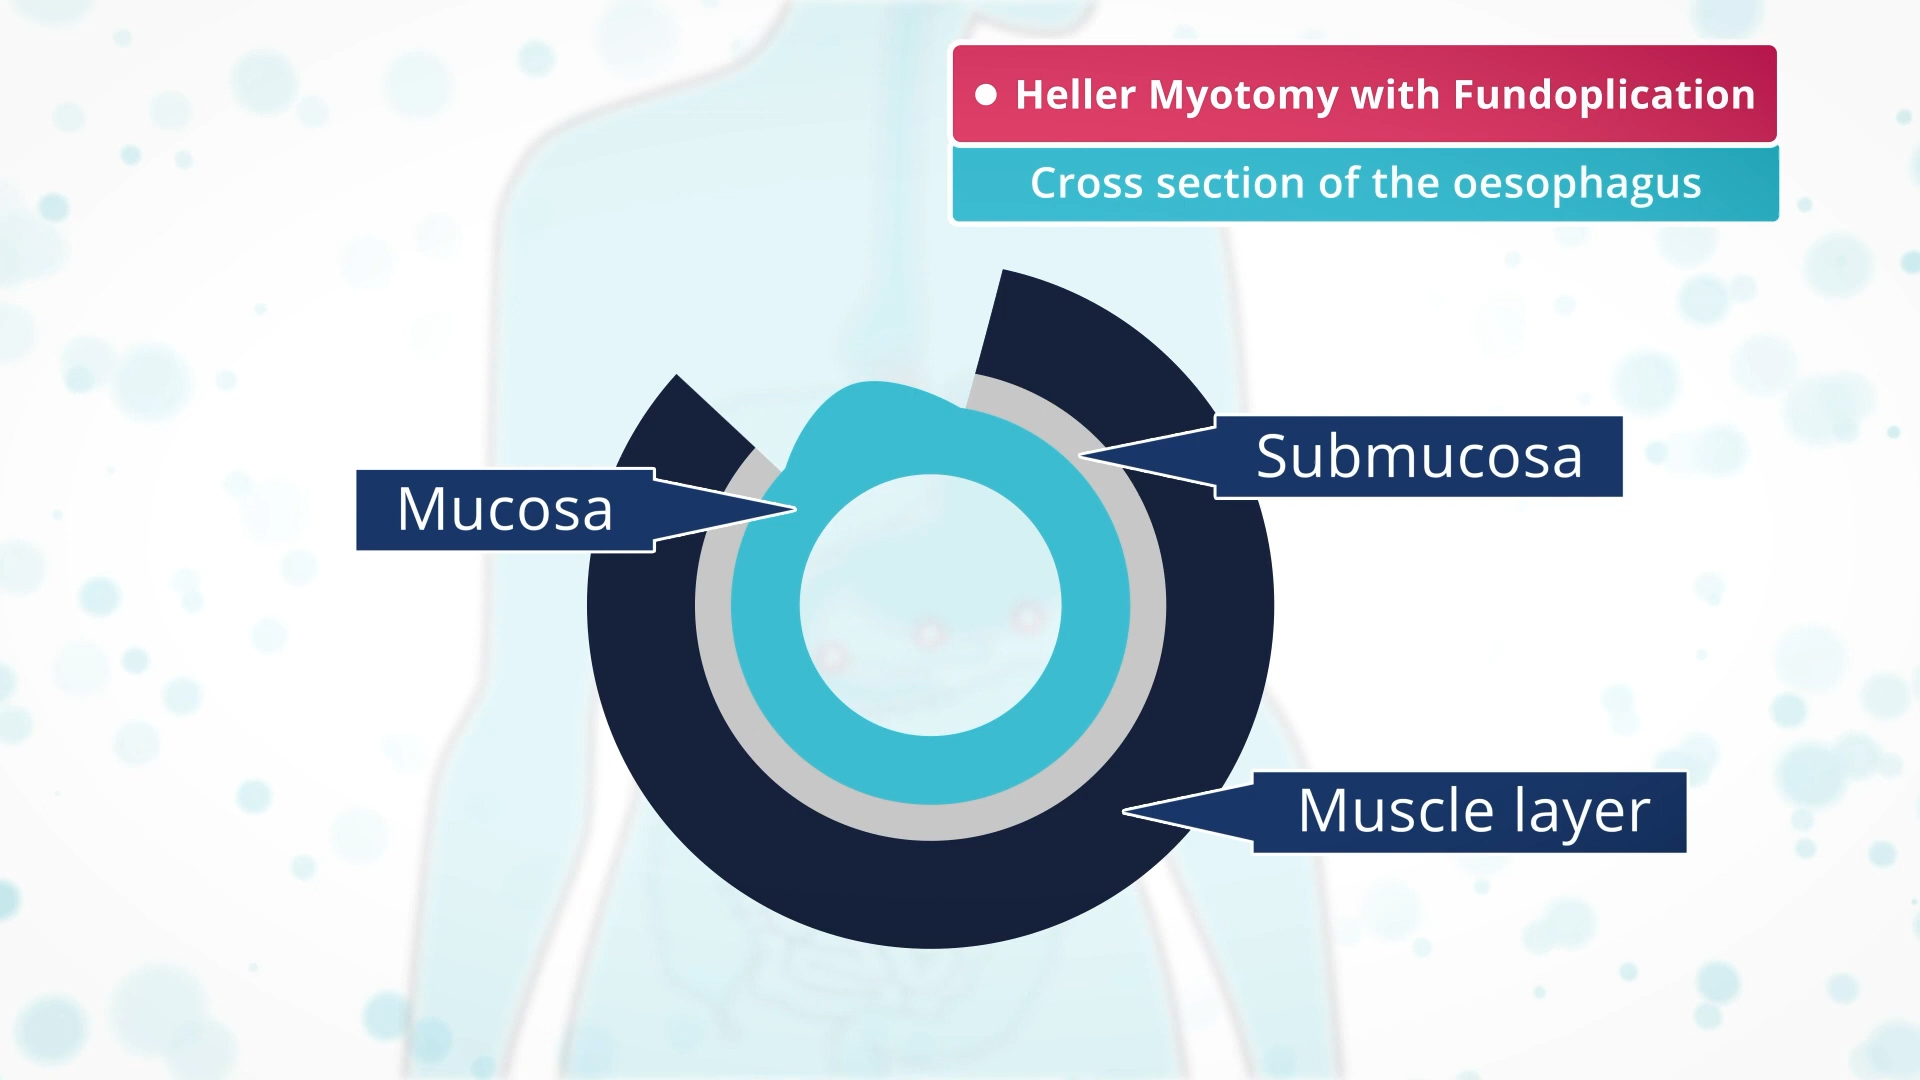 Heller Myotomy with Fundoplication
Cross section of the oesophagus
Submucosa
Mucosa
Muscle layer